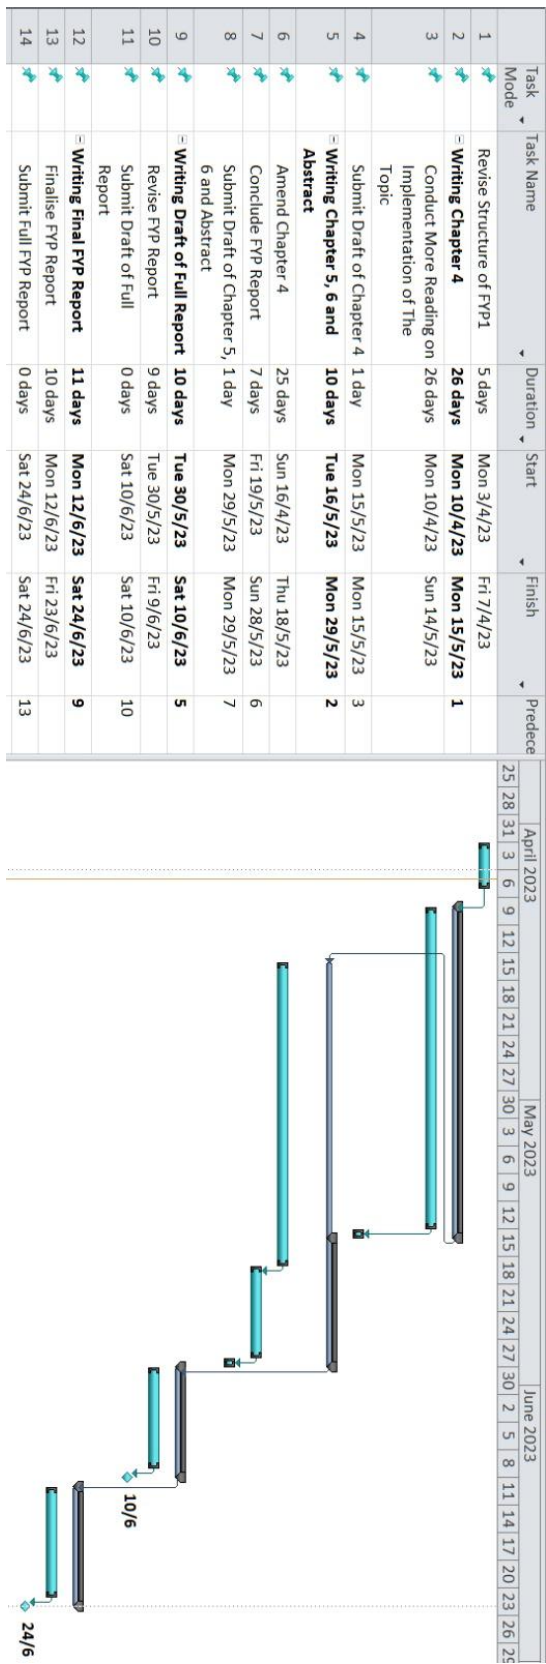 Task Mode Task Name Duration Start Finish Predece
1 Revise Structure of FYP1 5 days Mon 3/4/23 Fri 7/4/23
2 Writing Chapter 4 26 days Mon 10/4/23 Mon 15/5/23 1
3 Conduct More Reading on 26 days Mon 10/4/23 Sun 14/5/23
Implementation of The
Topic
4 Submit Draft of Chapter 4 1 day Mon 15/5/23 Mon 15/5/23 3
5 Writing Chapter 5, 6 and 10 days Tue 16/5/23 Mon 29/5/23 2
Abstract
6 Amend Chapter 4 25 days Sun 16/4/23 Thu 18/5/23
7 Conclude FYP Report 7 days Fri 19/5/23 Sun 28/5/23 6
8 Submit Draft of Chapter 5, 1 day Mon 29/5/23 Mon 29/5/23 7
6 and Abstract
9 Writing Draft of Full Report 10 days Tue 30/5/23 Sat 10/6/23 5
10 Revise FYP Report 9 days Tue 30/5/23 Fri 9/6/23
11 Submit Draft of Full 0 days Sat 10/6/23 Sat 10/6/23 10
Report
12 Writing Final FYP Report 11 days Mon 12/6/23 Sat 24/6/23 9
13 Finalise FYP Report 10 days Mon 12/6/23 Fri 23/6/23
14 Submit Full FYP Report 0 days Sat 24/6/23 Sat 24/6/23 13
April 2023 May 2023 June 2023
25 28 31 3 6 9 12 15 18 21 24 27 30 3 6 9 12 15 18 21 24 27 30 2 5 8 11 14 17 20 23 26 29
10/6
24/6